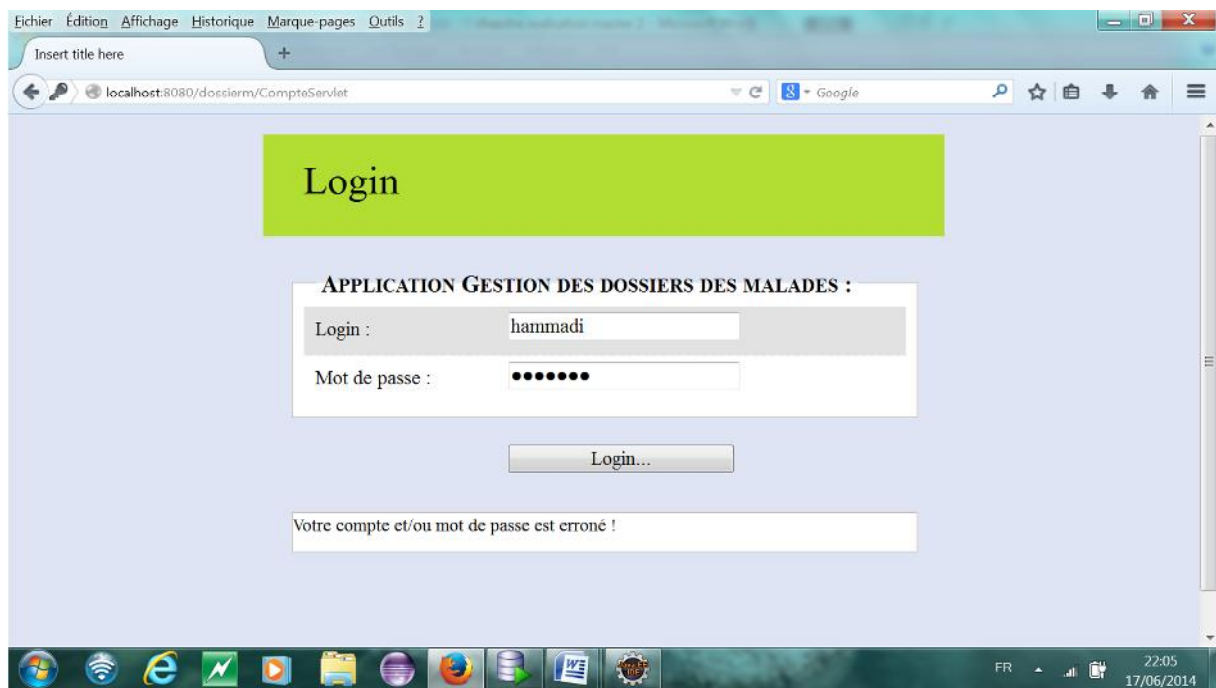 Fichier Édition Affichage Historique Marque-pages Outils ?
Insert title here
+
localhost:8080/dossierm/CompteServlet
Google
Login
APPLICATION GESTION DES DOSSIERS DES MALADES :
Login :
hammadi
Mot de passe :
●●●●●●●
Login...
Votre compte et/ou mot de passe est erroné !
FR
22:05
17/06/2014